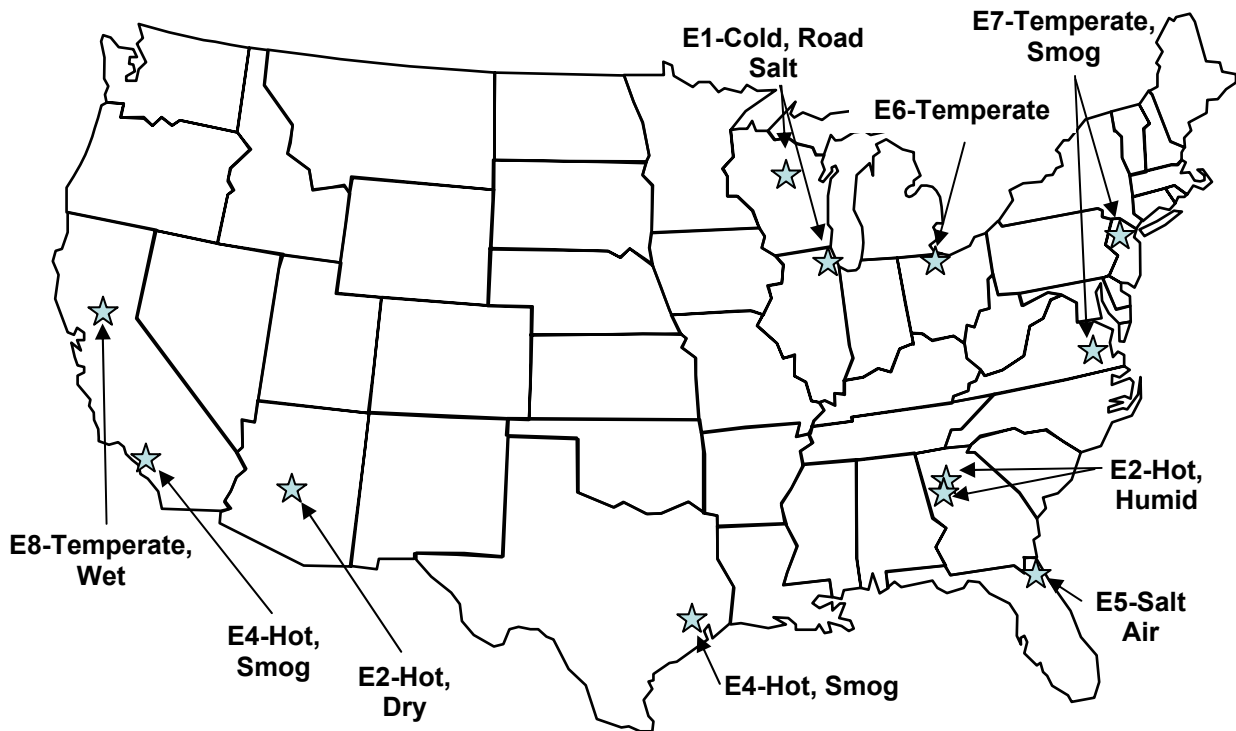 E1-Cold, Road
Salt
E7-Temperate,
Smog
E6-Temperate
E2-Hot,
Humid
E8-Temperate,
Wet
E5-Salt
Air
E4-Hot,
Smog
E2-Hot,
Dry
E4-Hot, Smog